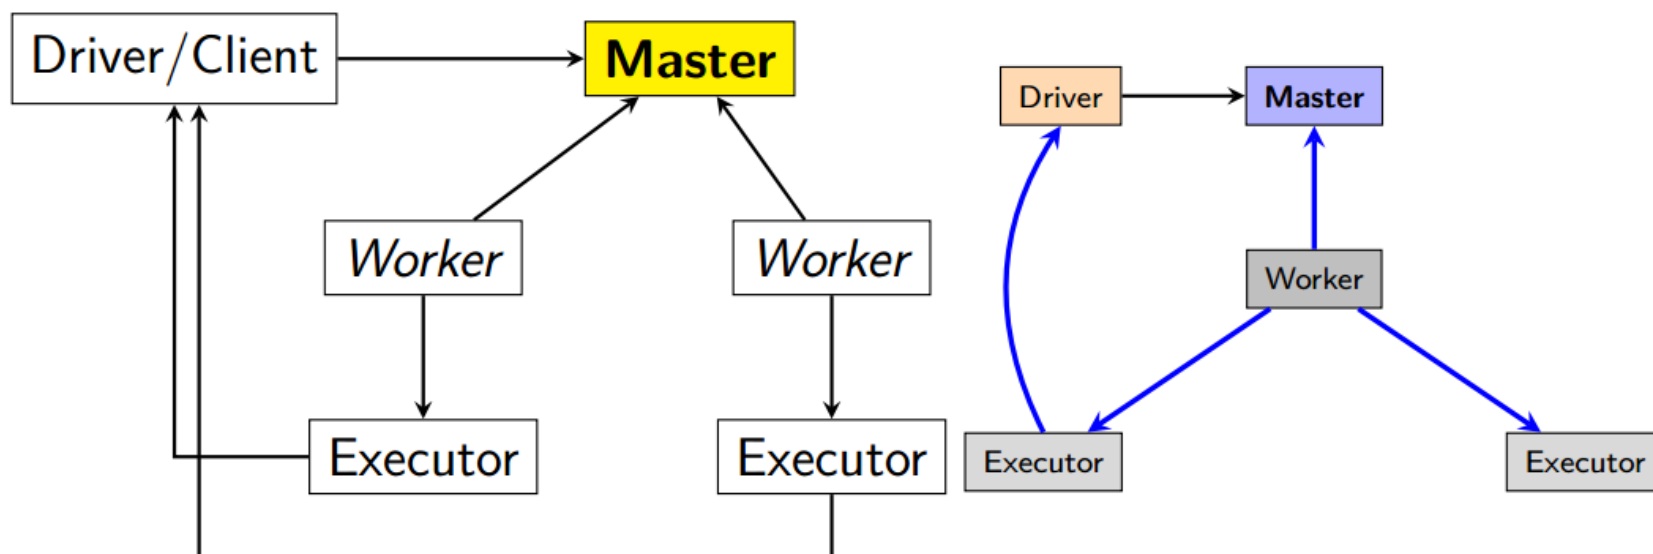 Driver/Client
Master
Worker
Worker
Executor
Executor
Driver
Master
Worker
Executor
Executor